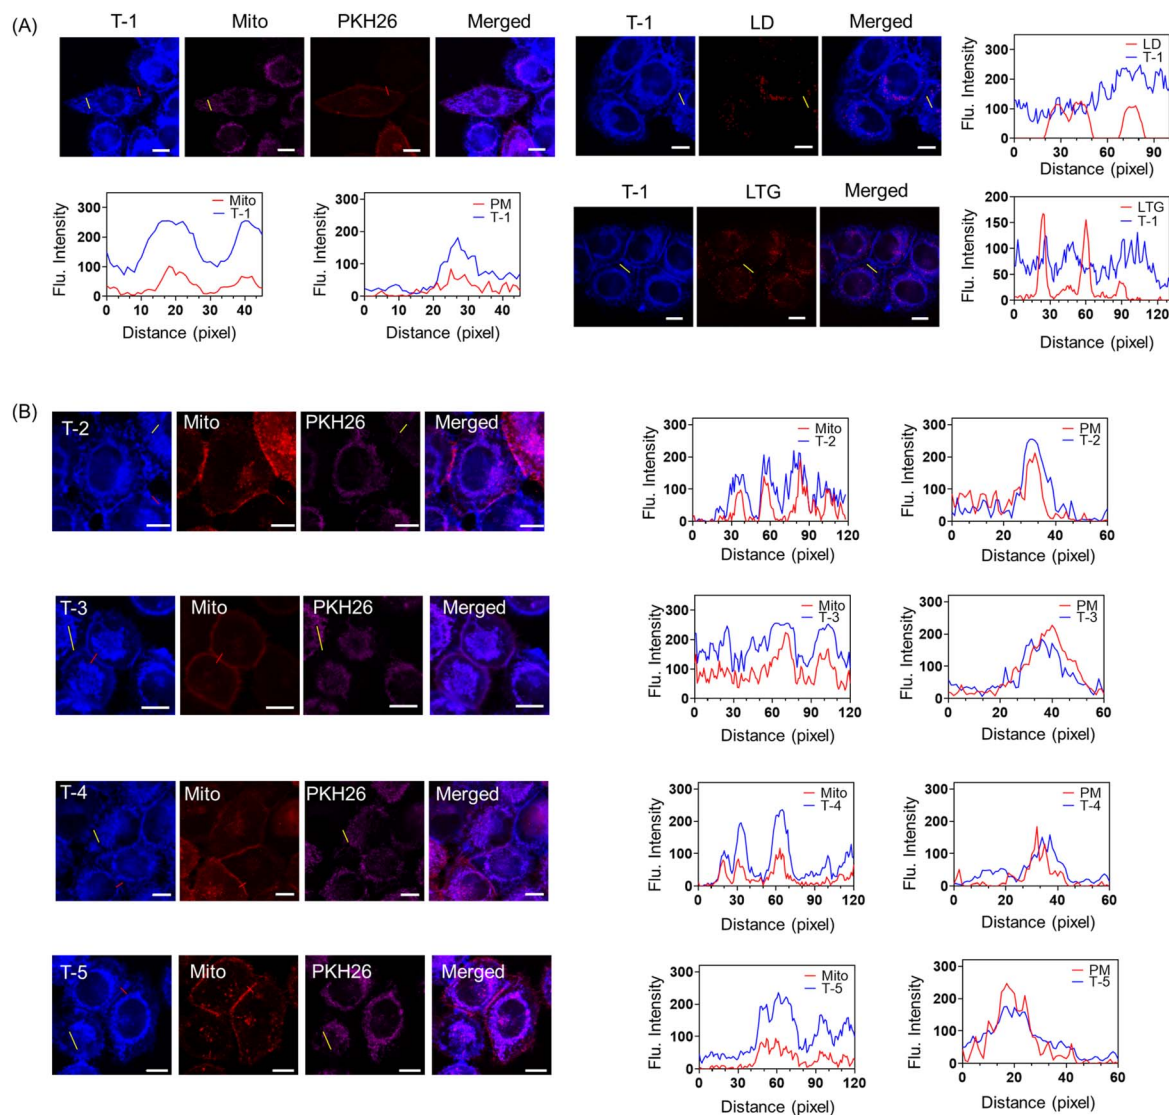 (A)
T-1 Mito PKH26 Merged
T-1 LD Merged
Flu. Intensity
300
200
100
0
0 30 60 90
LD
T-1
Distance (pixel)
Flu. Intensity
300
200
100
0
0 10 20 30 40
Mito
T-1
Distance (pixel)
Flu. Intensity
300
200
100
0
0 10 20 30 40
PM
T-1
Distance (pixel)
T-1 LTG Merged
Flu. Intensity
200
150
100
50
0
0 30 60 90 120
LTG
T-1
Distance (pixel)
(B)
T-2 Mito PKH26 Merged
Flu. Intensity
300
200
100
0
0 30 60 90 120
Mito
T-2
Distance (pixel)
Flu. Intensity
300
200
100
0
0 20 40 60
PM
T-2
Distance (pixel)
T-3 Mito PKH26 Merged
Flu. Intensity
300
200
100
0
0 30 60 90 120
Mito
T-3
Distance (pixel)
Flu. Intensity
300
200
100
0
0 20 40 60
PM
T-3
Distance (pixel)
T-4 Mito PKH26 Merged
Flu. Intensity
300
200
100
0
0 30 60 90 120
Mito
T-4
Distance (pixel)
Flu. Intensity
300
200
100
0
0 20 40 60
PM
T-4
Distance (pixel)
T-5 Mito PKH26 Merged
Flu. Intensity
300
200
100
0
0 30 60 90 120
Mito
T-5
Distance (pixel)
Flu. Intensity
300
200
100
0
0 20 40 60
PM
T-5
Distance (pixel)